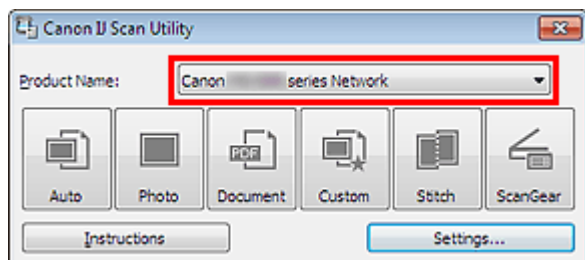 Canon IJ Scan Utility
Product Name: Canon series Network
Auto Photo PDF Document Custom Stitch ScanGear
Instructions Settings...